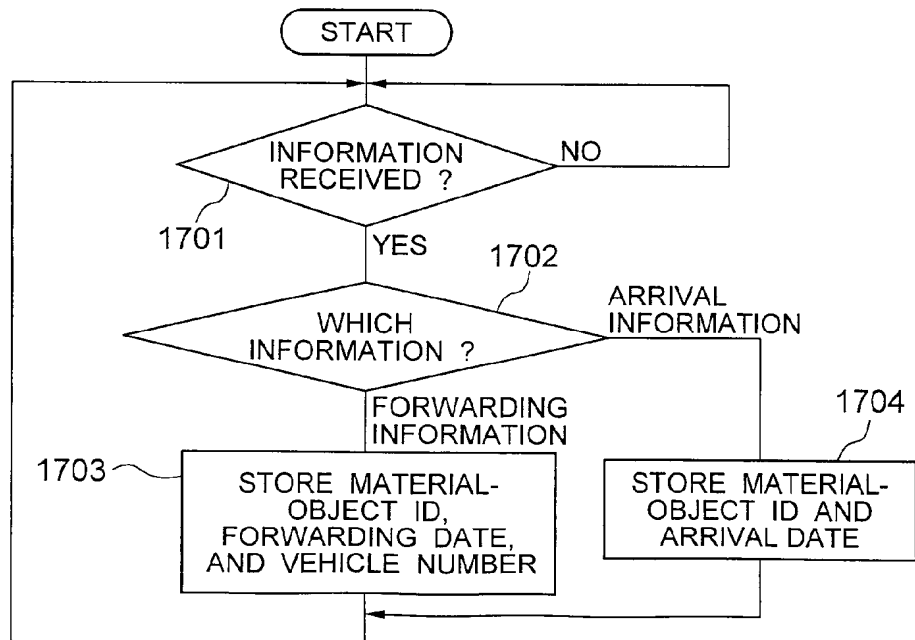 START
INFORMATION
RECEIVED ?
NO
1701
YES
1702
WHICH
INFORMATION ?
ARRIVAL
INFORMATION
FORWARDING
INFORMATION
1703
STORE MATERIAL-
OBJECT ID,
FORWARDING DATE,
AND VEHICLE NUMBER
1704
STORE MATERIAL-
OBJECT ID AND
ARRIVAL DATE